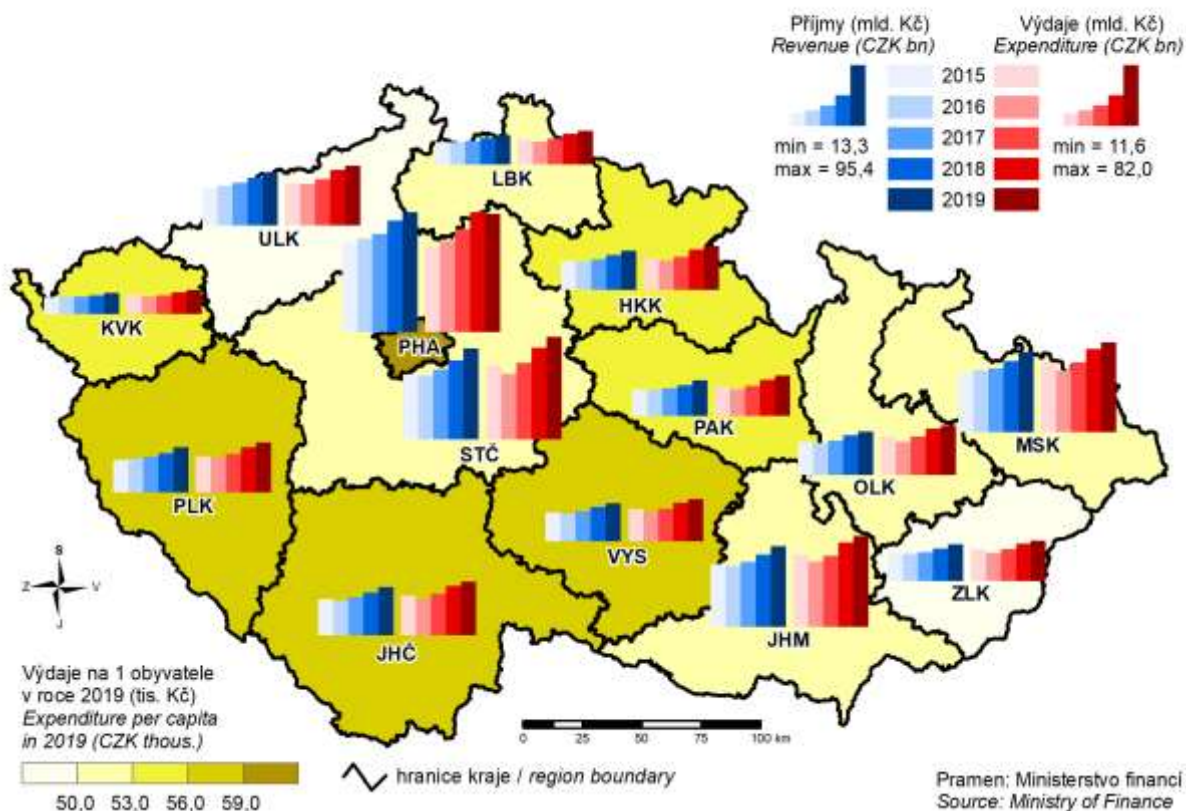 Příjmy (mld. Kč)
Revenue (CZK bn)
Výdaje (mld. Kč)
Expenditure (CZK bn)
2015
2016
2017
2018
2019
min = 13,3
max = 95,4
min = 11,6
max = 82,0
LBK
ULK
HKK
KVK
PHA
PAK
STČ
MSK
OLK
PLK
VYS
ZLK
JHM
JHČ
S
Z
V
J
Výdaje na 1 obyvatele
v roce 2019 (tis. Kč)
Expenditure per capita
in 2019 (CZK thous.)
50,0 53,0 56,0 59,0
hranice kraje / region boundary
0 25 50 75 100 km
Pramen: Ministerstvo financí
Source: Ministry of Finance